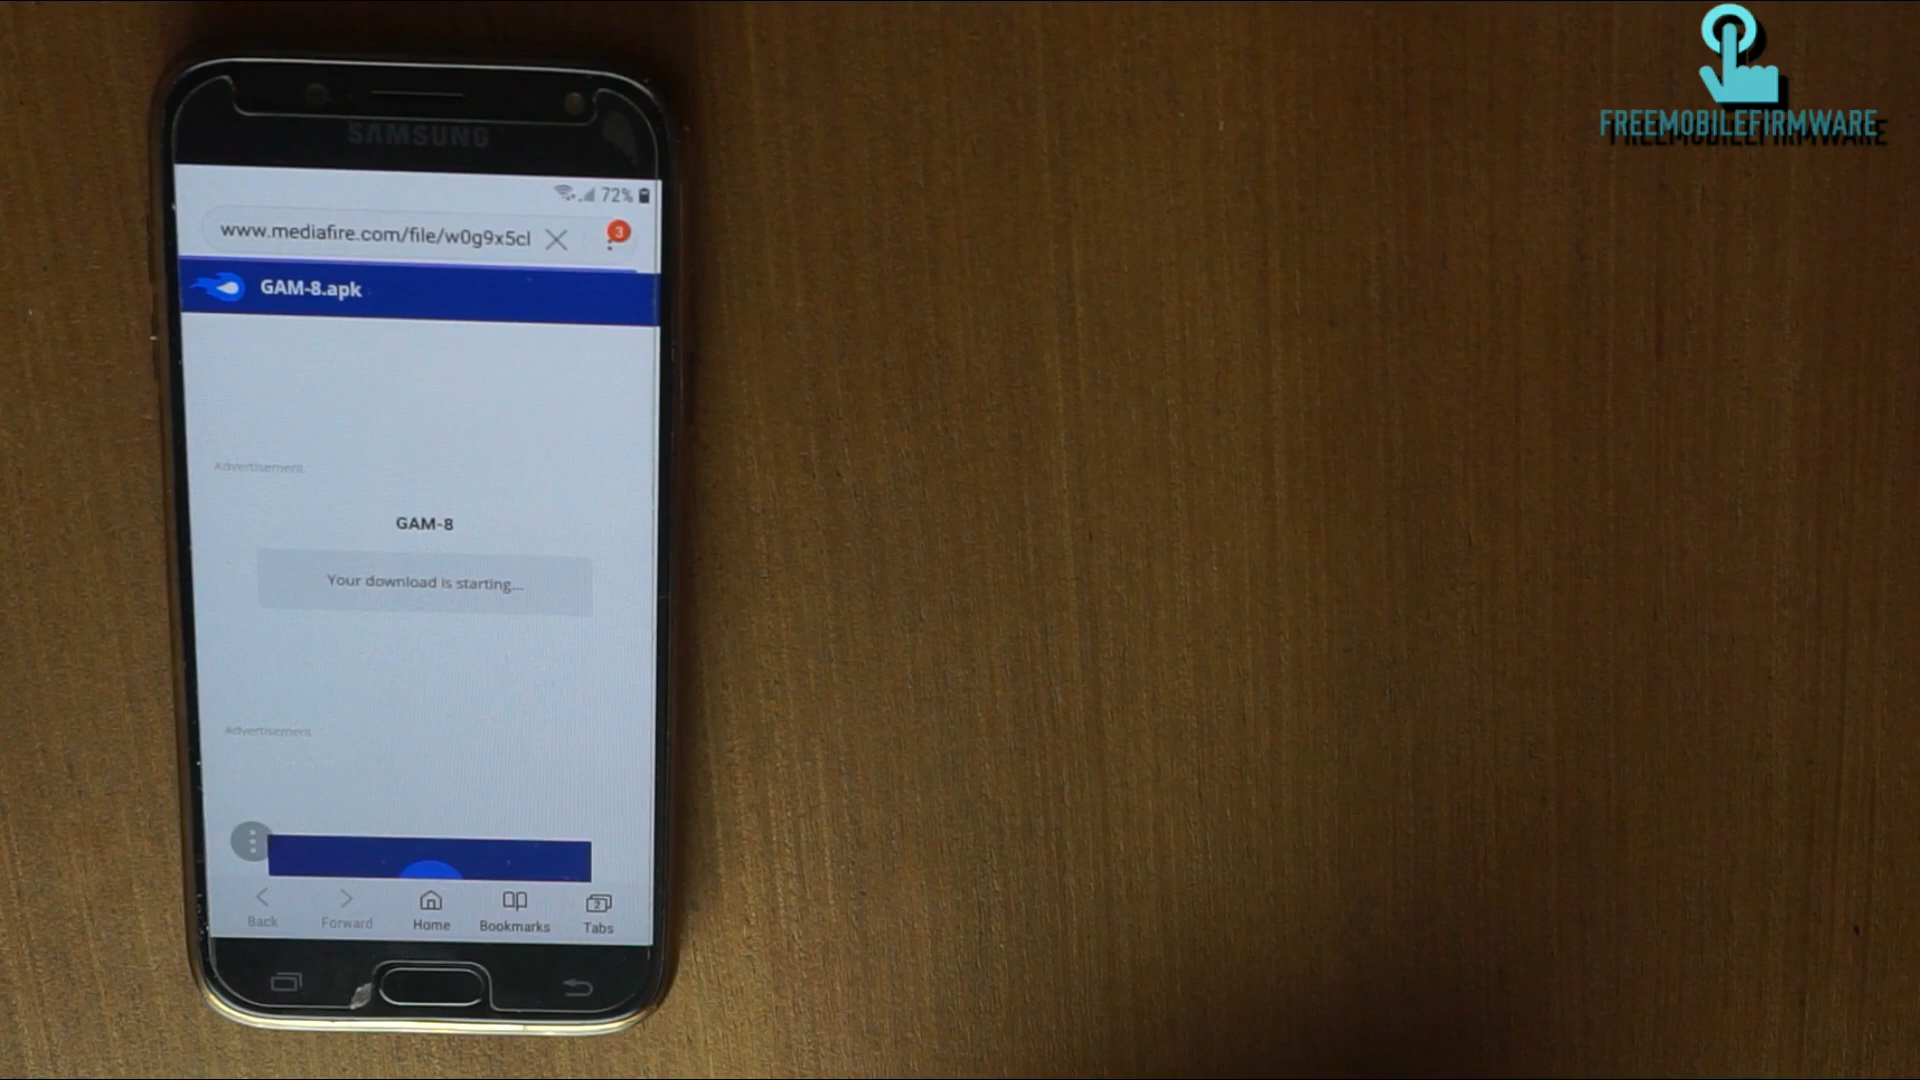 FREEMOBILEFIRMWARE
SAMSUNG
72%
www.mediafire.com/file/w0g9x5cl
3
GAM-8.apk
Advertisement
GAM-8
Your download is starting...
Advertisement
Back
Forward
Home
Bookmarks
2
Tabs